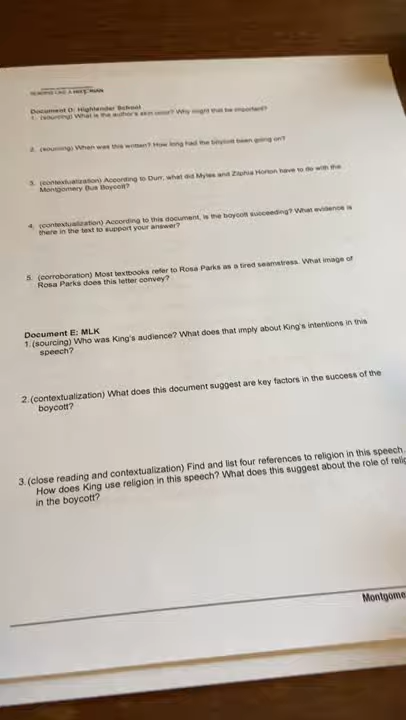 READING LIKE A HISTORIAN
Document D: Highlander School
1. (sourcing) What is the author's skin color? Why might that be important?
2. (sourcing) When was this written? How long had the boycott been going on?
3. (contextualization) According to Durr, what did Myles and Zilphia Horton have to do with the
Montgomery Bus Boycott?
4. (contextualization) According to this document, is the boycott succeeding? What evidence is
there in the text to support your answer?
5. (corroboration) Most textbooks refer to Rosa Parks as a tired seamstress. What image of
Rosa Parks does this letter convey?
Document E: MLK
1.(sourcing) Who was King's audience? What does that imply about King's intentions in this
speech?
2.(contextualization) What does this document suggest are key factors in the success of the
boycott?
3.(close reading and contextualization) Find and list four references to religion in this speech.
How does King use religion in this speech? What does this suggest about the role of relig
in the boycott?
Montgome